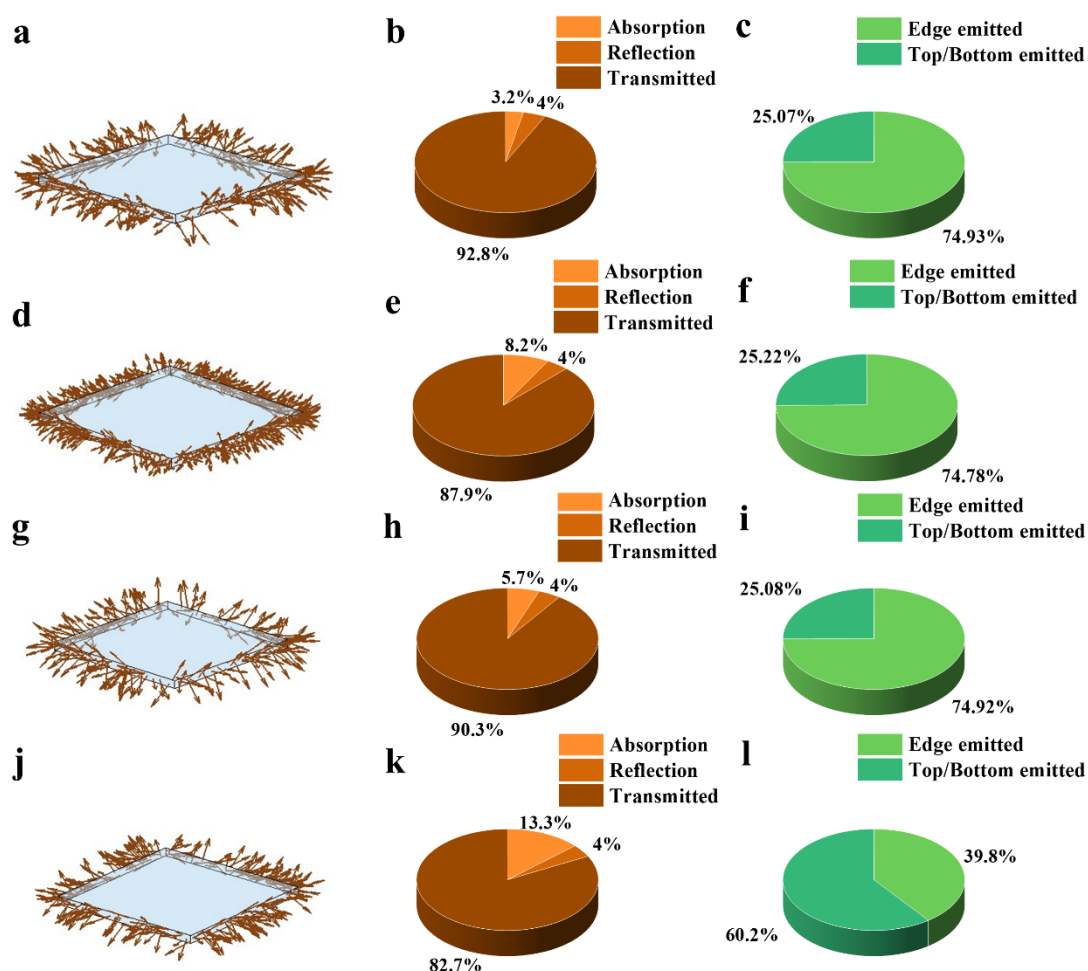 a
b
Absorption
Reflection
Transmitted
3.2%
4%
92.8%
c
Edge emitted
Top/Bottom emitted
25.07%
74.93%
d
e
Absorption
Reflection
Transmitted
8.2%
4%
87.9%
f
Edge emitted
Top/Bottom emitted
25.22%
74.78%
g
h
Absorption
Reflection
Transmitted
5.7%
4%
90.3%
i
Edge emitted
Top/Bottom emitted
25.08%
74.92%
j
k
Absorption
Reflection
Transmitted
13.3%
4%
82.7%
l
Edge emitted
Top/Bottom emitted
39.8%
60.2%